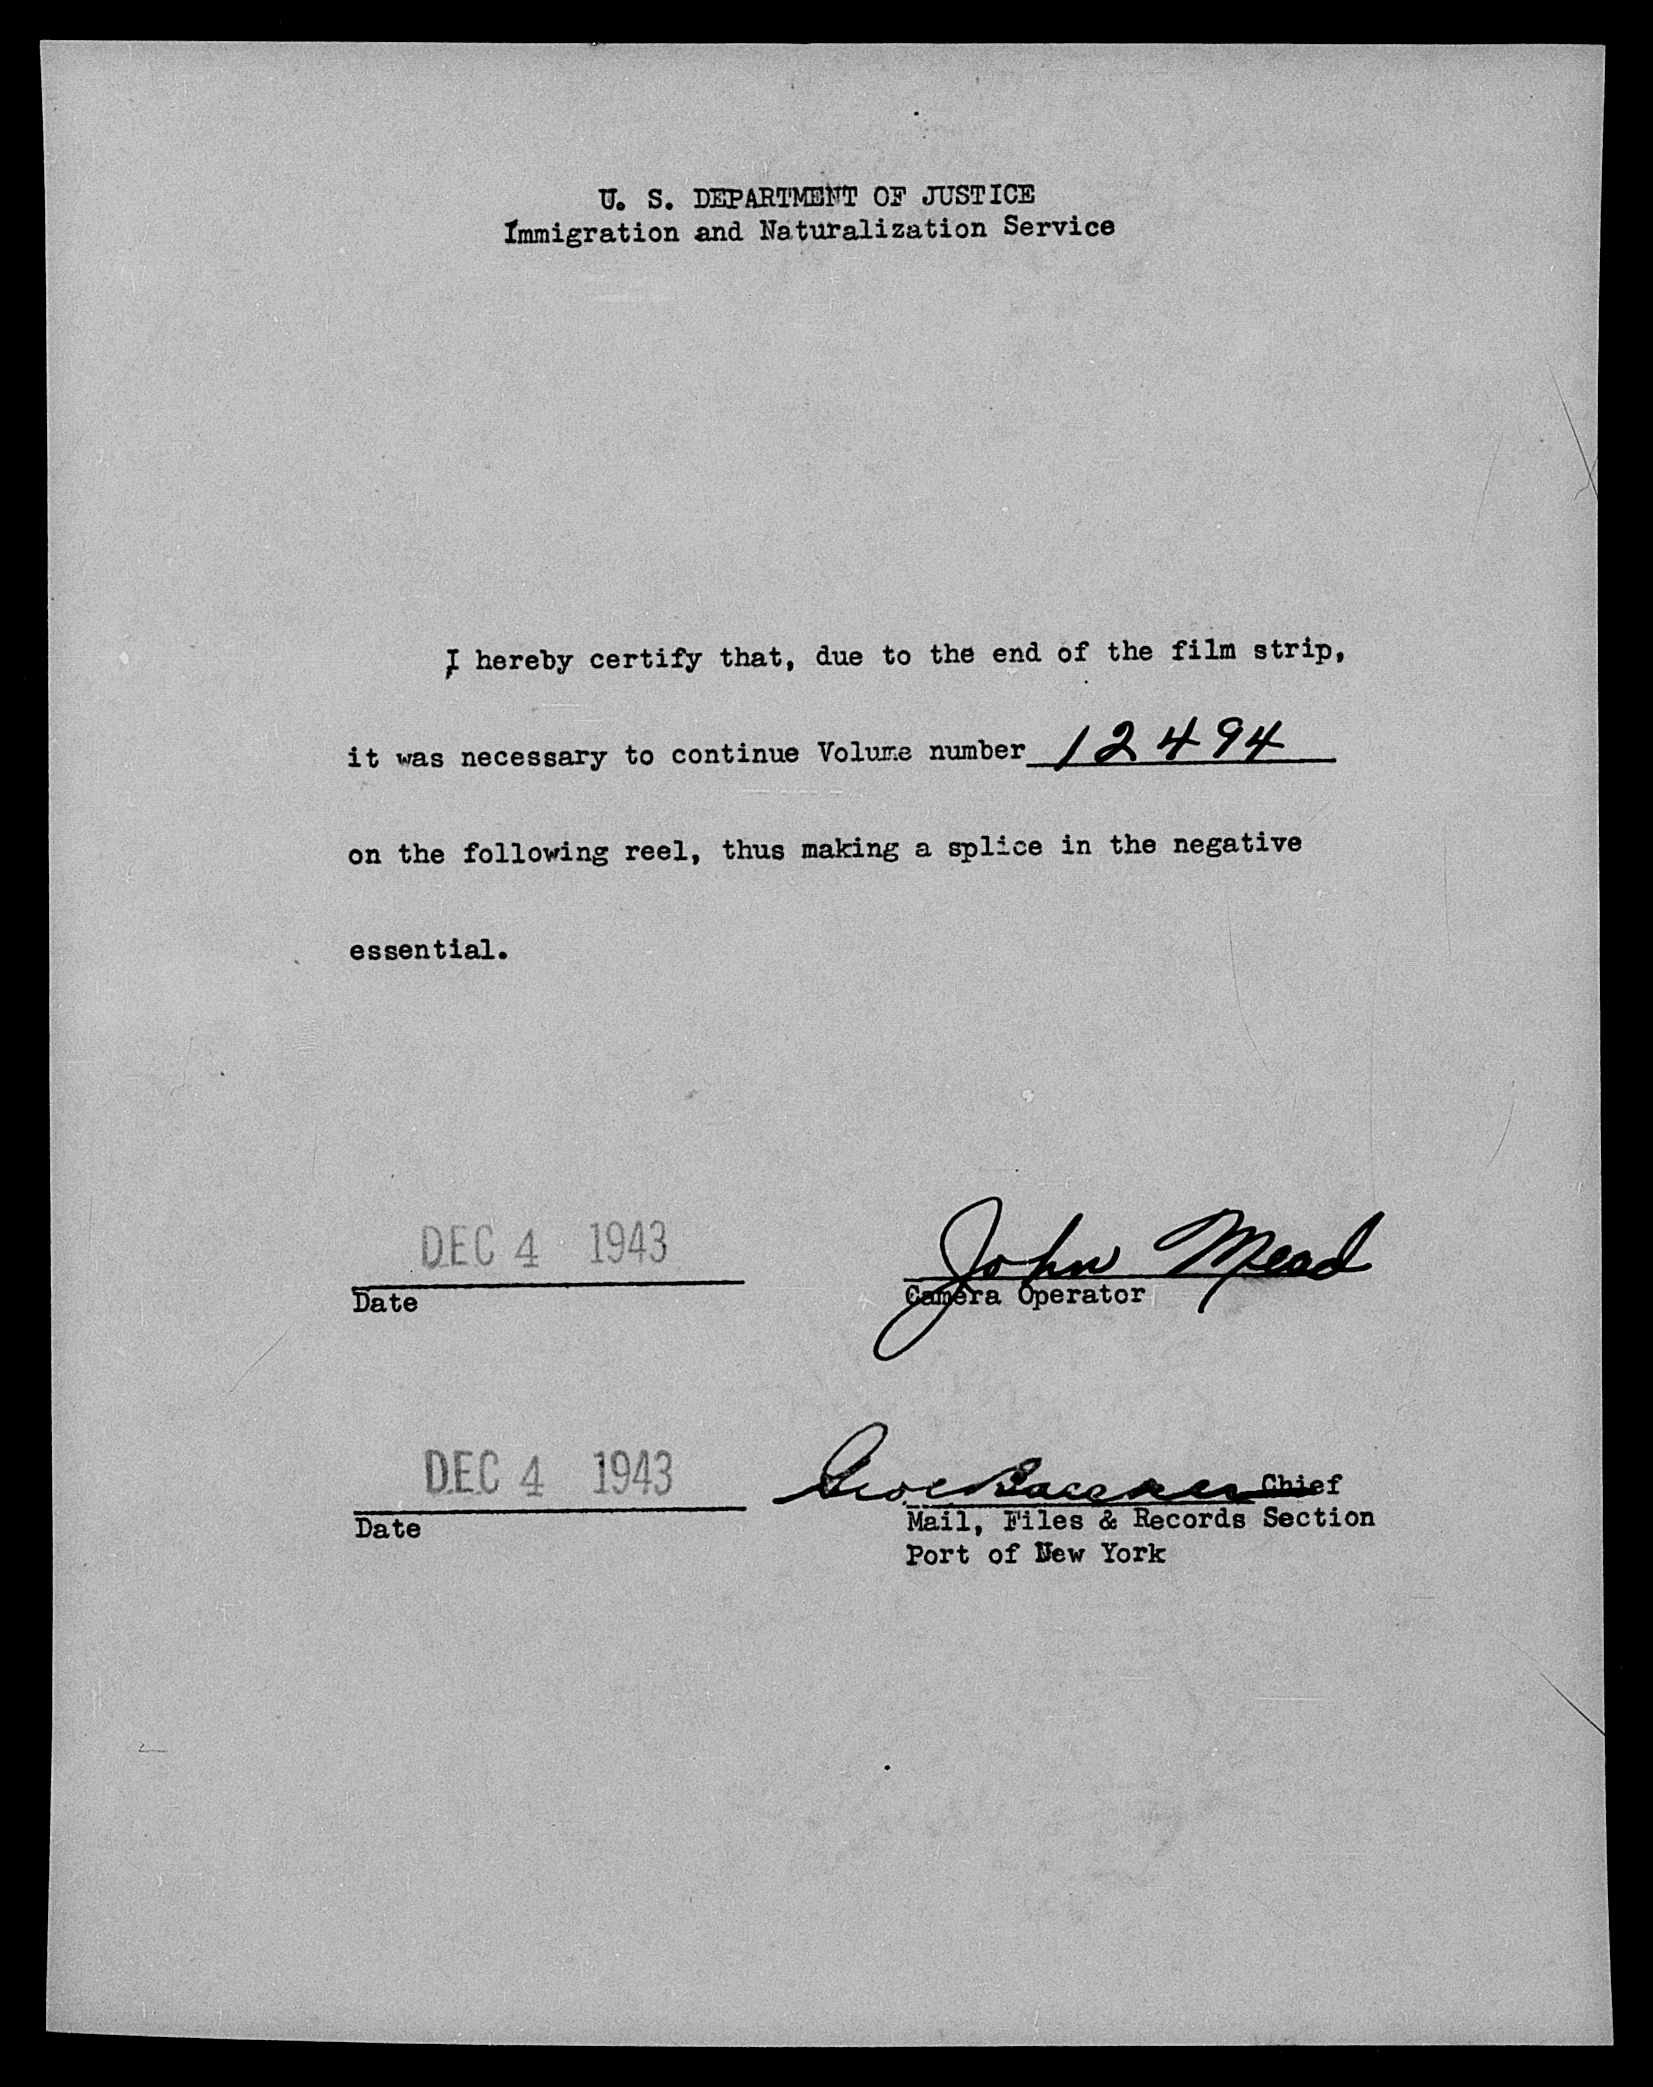 U. S. DEPARTMENT OF JUSTICE
Immigration and Naturalization Service
I hereby certify that, due to the end of the film strip,
it was necessary to continue Volume number 12494
on the following reel, thus making a splice in the negative
essential.
DEC 4 1943 John Mead
Date Camera Operator
DEC 4 1943 Chief
Date Mail, Files & Records Section
Port of New York